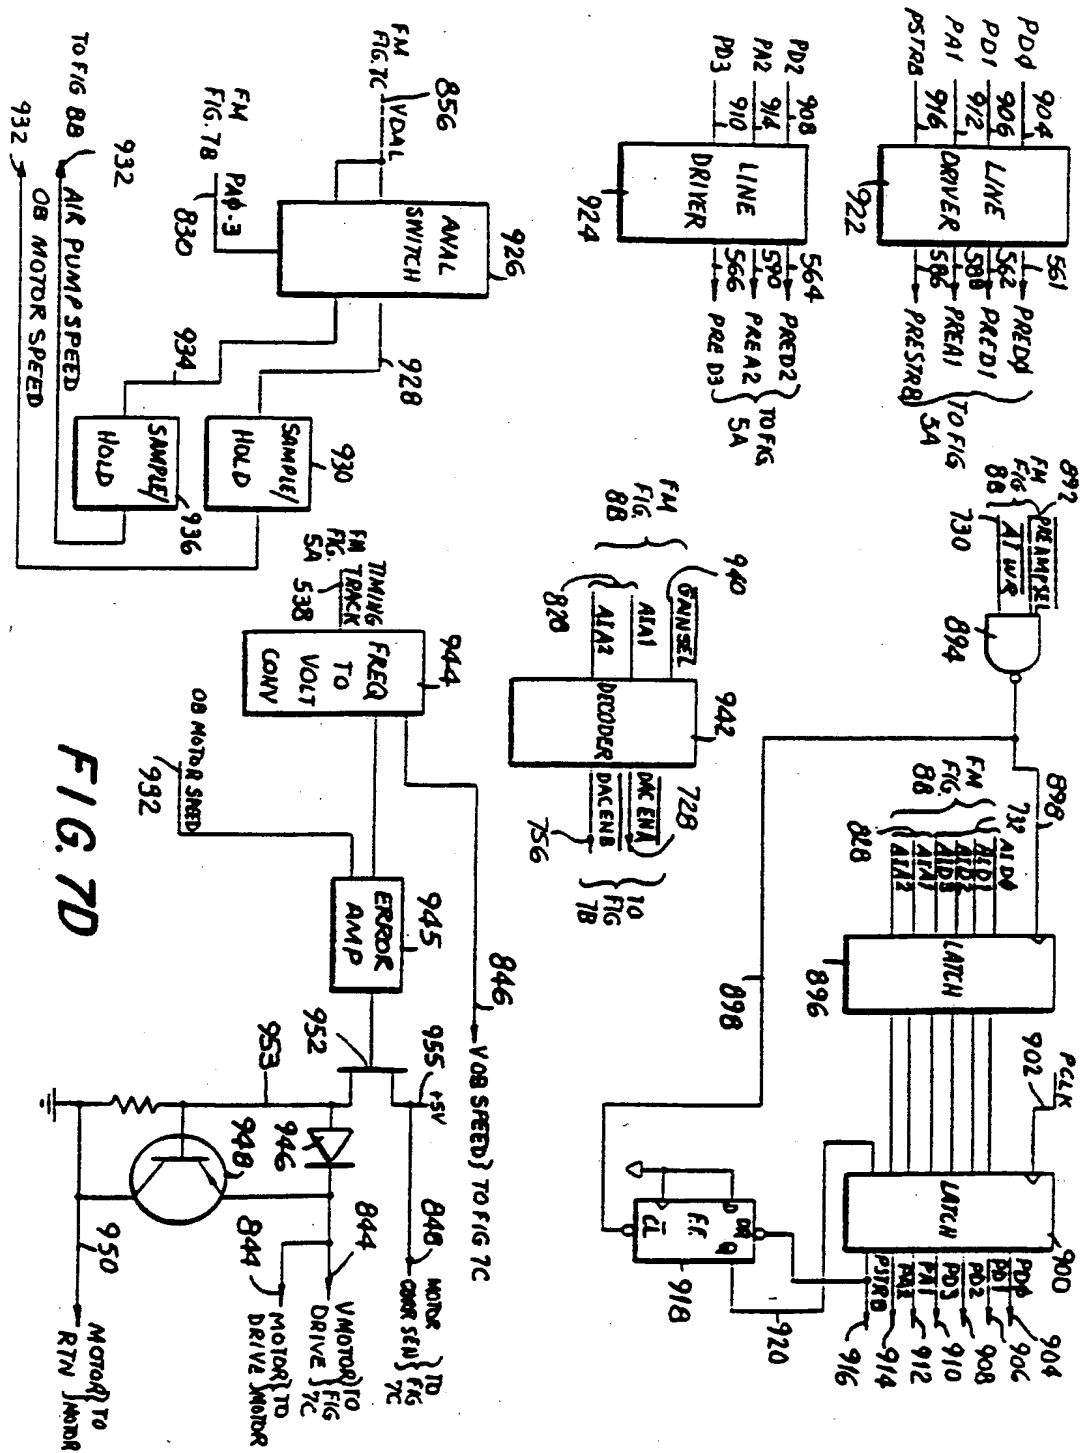 PDØ
904
PD1
906
PA1
912
PSTRB
916
LINE
DRIVER
922
561
PREDØ
562
PRED1
588
PREA1
586
PRESTRB
TO FIG
5A
PD2
908
PA2
914
PD3
910
LINE
DRIVER
924
564
PRED2
590
PREA2
566
PRE D3
TO FIG
5A
856
FM
FIG. 7C
VDAL
FM
FIG. 7B
PAØ.3
830
ANAL
SWITCH
926
928
934
SAMPLE/
HOLD
930
SAMPLE/
HOLD
936
TO FIG 8B
932
AIR PUMP SPEED
932
OB MOTOR SPEED
892
FM
FIG
8B
PREAMPSEL
AIWR
730
894
898
898
FM
FIG.
8B
732
AIDØ
AID1
AID2
AID3
AIA1
AIA2
828
LATCH
896
PCLK
902
LATCH
900
PDØ
904
PD1
906
PD2
908
PD3
910
PA1
912
PA2
914
PSTRB
916
F.F.
D
Q
CL
918
920
FM
FIG.
8B
940
GNNSEL
AIA1
AIA2
828
DECODER
942
DAC ENA
728
DACENB
756
TO
FIG
7B
FM
FIG.
5A
TIMING
TRACK
538
FREQ
TO
VOLT
CONV
944
OB MOTOR SPEED
932
ERROR
AMP
945
846
VOB SPEED} TO FIG 7C
952
955
+5V
953
946
948
950
848
MOTOR
} TO
FIG
7C
844
VMOTOR
DRIVE
} TO
FIG
7C
844
MOTOR
DRIVE
} TO
MOTOR
MOTOR
RTN
} TO
MOTOR
FIG. 7D